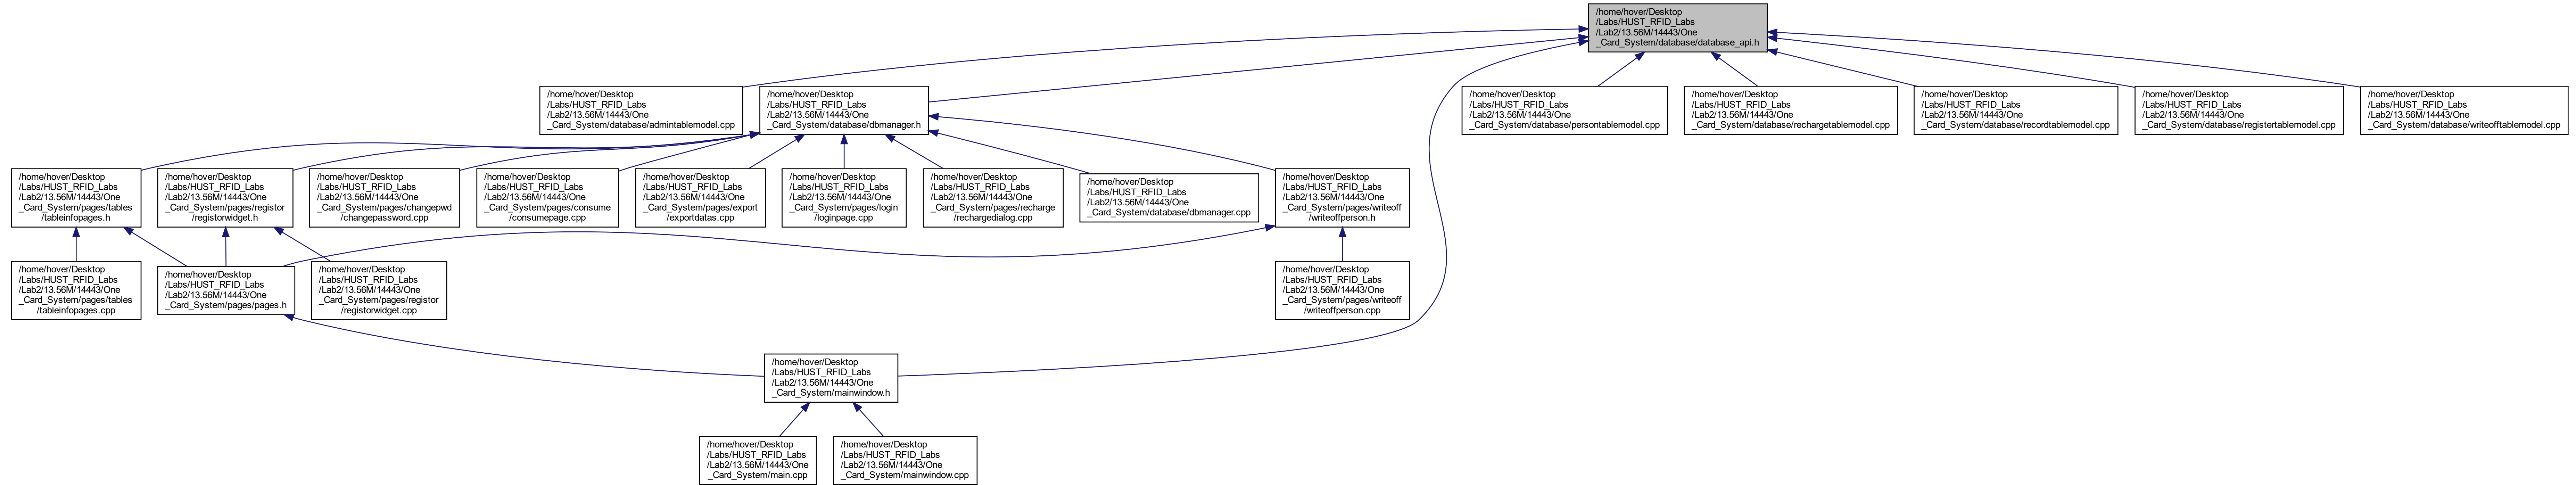 /home/hover/Desktop
/Labs/HUST_RFID_Labs
/Lab2/13.56M/14443/One
_Card_System/database/database_api.h
/home/hover/Desktop
/Labs/HUST_RFID_Labs
/Lab2/13.56M/14443/One
_Card_System/database/admintablemodel.cpp
/home/hover/Desktop
/Labs/HUST_RFID_Labs
/Lab2/13.56M/14443/One
_Card_System/database/dbmanager.h
/home/hover/Desktop
/Labs/HUST_RFID_Labs
/Lab2/13.56M/14443/One
_Card_System/database/persontablemodel.cpp
/home/hover/Desktop
/Labs/HUST_RFID_Labs
/Lab2/13.56M/14443/One
_Card_System/database/rechargetablemodel.cpp
/home/hover/Desktop
/Labs/HUST_RFID_Labs
/Lab2/13.56M/14443/One
_Card_System/database/recordtablemodel.cpp
/home/hover/Desktop
/Labs/HUST_RFID_Labs
/Lab2/13.56M/14443/One
_Card_System/database/registertablemodel.cpp
/home/hover/Desktop
/Labs/HUST_RFID_Labs
/Lab2/13.56M/14443/One
_Card_System/database/writeofftablemodel.cpp
/home/hover/Desktop
/Labs/HUST_RFID_Labs
/Lab2/13.56M/14443/One
_Card_System/pages/tables
/tableinfopages.h
/home/hover/Desktop
/Labs/HUST_RFID_Labs
/Lab2/13.56M/14443/One
_Card_System/pages/registor
/registorwidget.h
/home/hover/Desktop
/Labs/HUST_RFID_Labs
/Lab2/13.56M/14443/One
_Card_System/pages/changepwd
/changepassword.cpp
/home/hover/Desktop
/Labs/HUST_RFID_Labs
/Lab2/13.56M/14443/One
_Card_System/pages/consume
/consumepage.cpp
/home/hover/Desktop
/Labs/HUST_RFID_Labs
/Lab2/13.56M/14443/One
_Card_System/pages/export
/exportdatas.cpp
/home/hover/Desktop
/Labs/HUST_RFID_Labs
/Lab2/13.56M/14443/One
_Card_System/pages/login
/loginpage.cpp
/home/hover/Desktop
/Labs/HUST_RFID_Labs
/Lab2/13.56M/14443/One
_Card_System/pages/recharge
/rechargedialog.cpp
/home/hover/Desktop
/Labs/HUST_RFID_Labs
/Lab2/13.56M/14443/One
_Card_System/database/dbmanager.cpp
/home/hover/Desktop
/Labs/HUST_RFID_Labs
/Lab2/13.56M/14443/One
_Card_System/pages/writeoff
/writeoffperson.h
/home/hover/Desktop
/Labs/HUST_RFID_Labs
/Lab2/13.56M/14443/One
_Card_System/pages/tables
/tableinfopages.cpp
/home/hover/Desktop
/Labs/HUST_RFID_Labs
/Lab2/13.56M/14443/One
_Card_System/pages/pages.h
/home/hover/Desktop
/Labs/HUST_RFID_Labs
/Lab2/13.56M/14443/One
_Card_System/pages/registor
/registorwidget.cpp
/home/hover/Desktop
/Labs/HUST_RFID_Labs
/Lab2/13.56M/14443/One
_Card_System/pages/writeoff
/writeoffperson.cpp
/home/hover/Desktop
/Labs/HUST_RFID_Labs
/Lab2/13.56M/14443/One
_Card_System/mainwindow.h
/home/hover/Desktop
/Labs/HUST_RFID_Labs
/Lab2/13.56M/14443/One
_Card_System/main.cpp
/home/hover/Desktop
/Labs/HUST_RFID_Labs
/Lab2/13.56M/14443/One
_Card_System/mainwindow.cpp